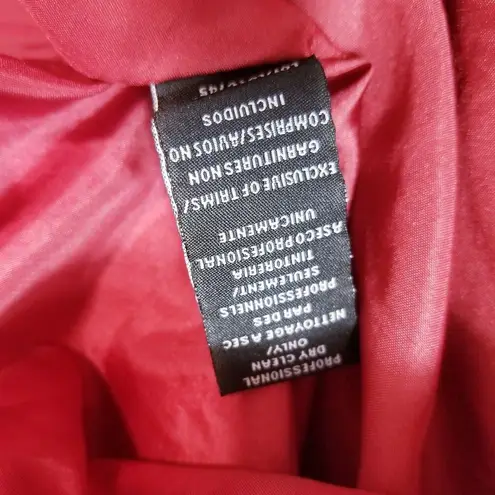 PROFESSIONAL
DRY CLEAN
ONLY/
NETTOYAGE A SEC
PAR DES
PROFESSIONNELS
SEULEMENT/
TINTORERIA
A SECO PROFESIONAL
UNICAMENTE
EXCLUSIVE OF TRIMS/
GARNITURES NON
COMPRISES/AVIOS NO
INCLUIDOS